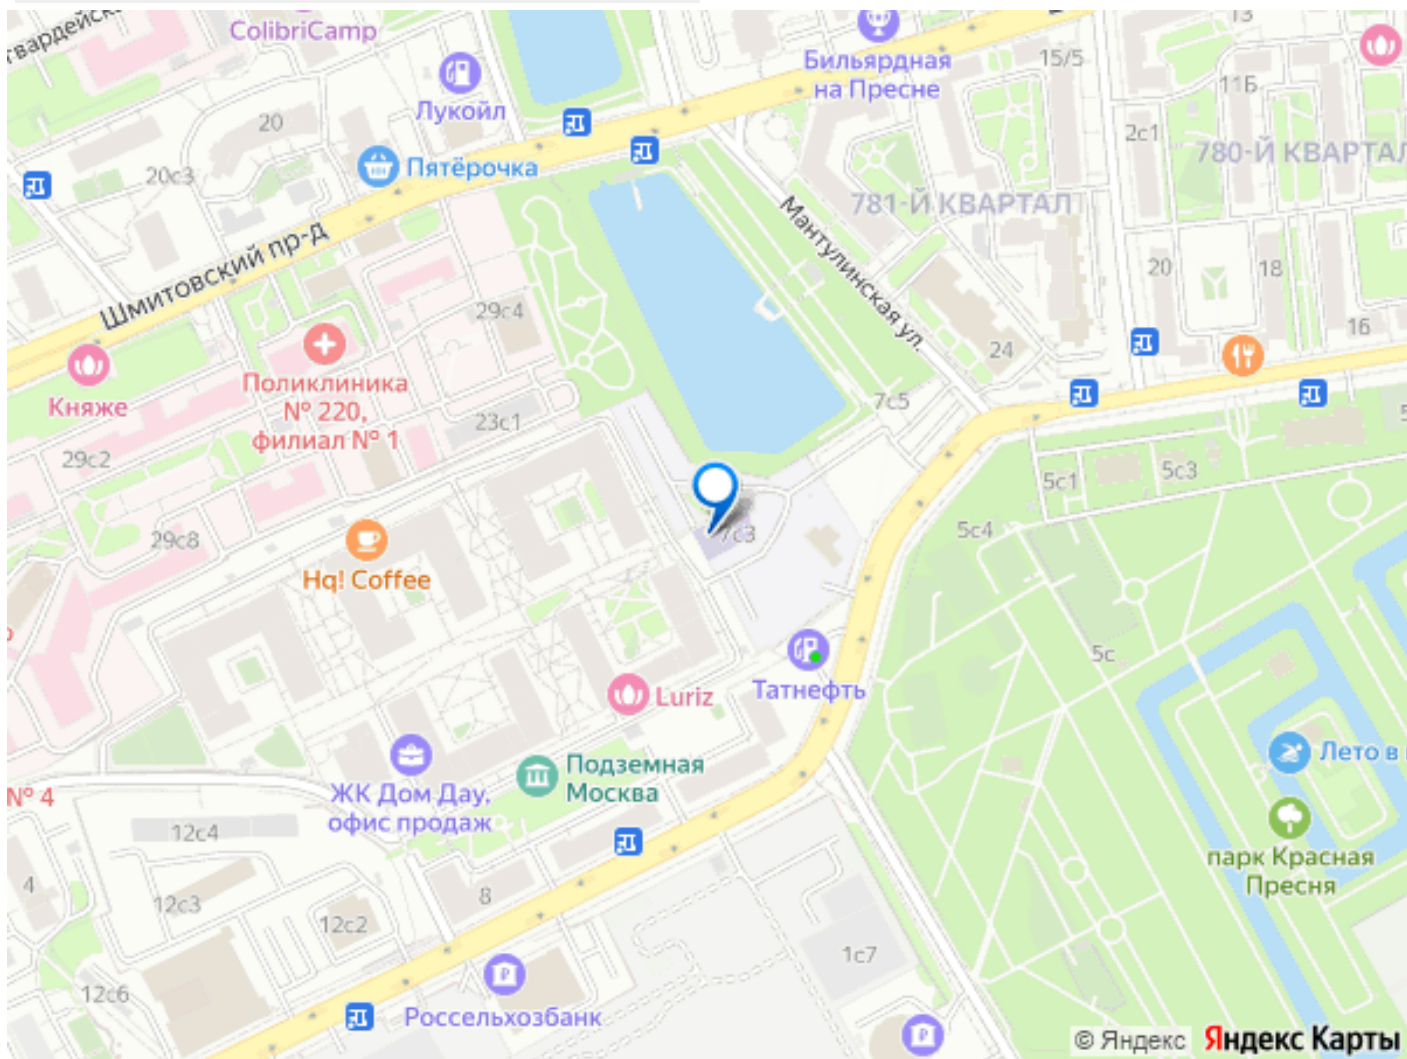 ColibriCamp
Лукойл
Бильярдная
на Пресне
15/5
13
11Б
2с1
780-Й КВАРТАЛ
20
20с3
Пятёрочка
781-Й КВАРТАЛ
Мантулинская ул.
Шмитовский пр-д
20
18
16
29с4
24
Поликлиника
№ 220,
филиал № 1
Княже
23с1
7с5
29с2
5с1
5с3
5с4
7с3
29с8
Hq! Coffee
5с
Татнефть
Luriz
Подземная
Москва
ЖК Дом Дау,
офис продаж
Лето в
№ 4
12с4
парк Красная
Пресня
4
8
12с3
12с2
1с7
12с6
Россельхозбанк
© Яндекс Яндекс Карты